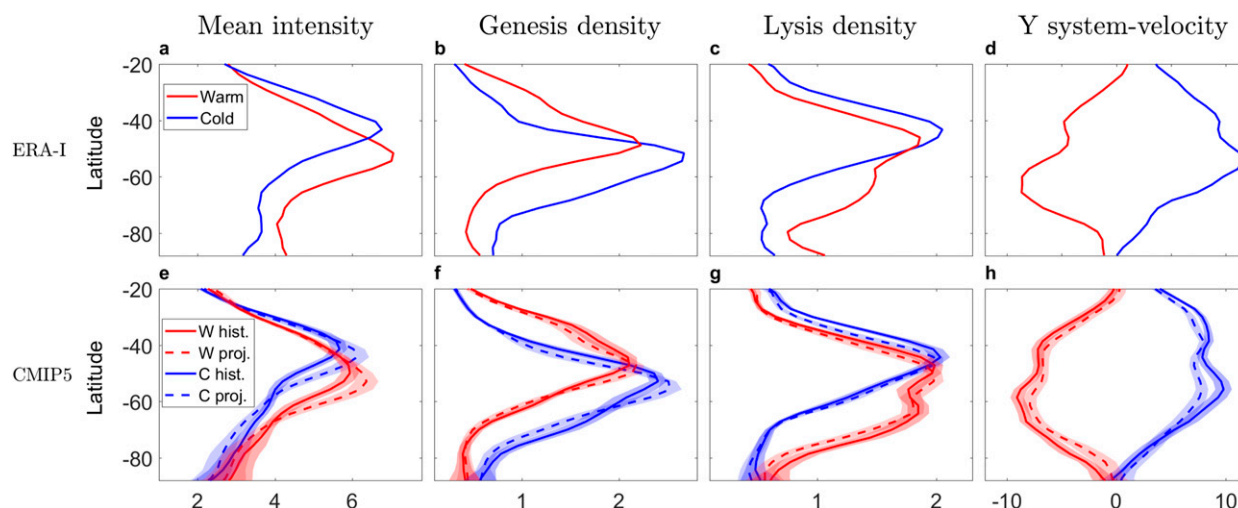 Mean intensity Genesis density Lysis density Y system-velocity
a b c d
-20
-40
-60
-80
Warm
Cold
ERA-I
Latitude
e f g h
-20
-40
-60
-80
W hist.
W proj.
C hist.
C proj.
CMIP5
Latitude
2 4 6 1 2 1 2 -10 0 10